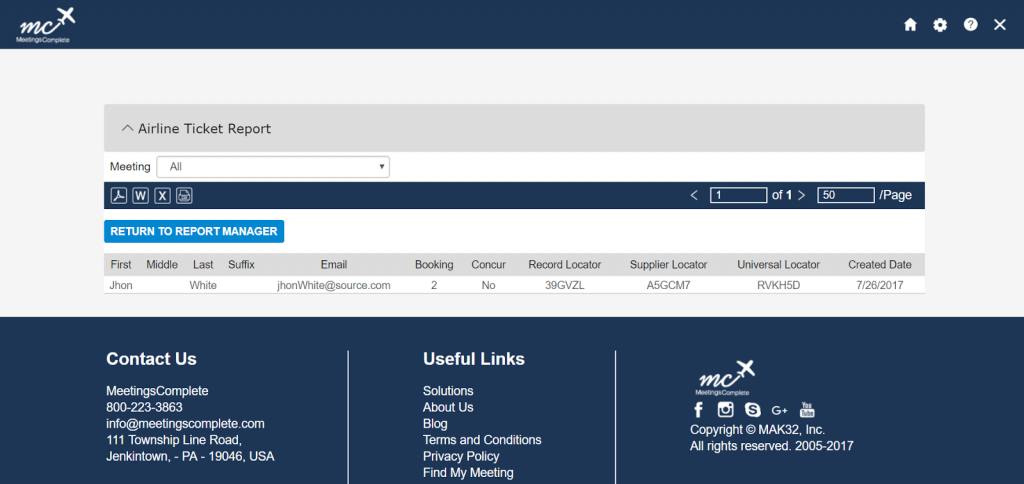 mc
MeetingsComplete
Airline Ticket Report
Meeting All
W X 1 of 1 50 /Page
RETURN TO REPORT MANAGER
First Middle Last Suffix Email Booking Concur Record Locator Supplier Locator Universal Locator Created Date
Jhon White jhonWhite@source.com 2 No 39GVZL A5GCM7 RVKH5D 7/26/2017
Contact Us
MeetingsComplete
800-223-3863
info@meetingscomplete.com
111 Township Line Road,
Jenkintown, - PA - 19046, USA
Useful Links
Solutions
About Us
Blog
Terms and Conditions
Privacy Policy
Find My Meeting
mc
MeetingsComplete
f S G+ You Tube
Copyright © MAK32, Inc.
All rights reserved. 2005-2017